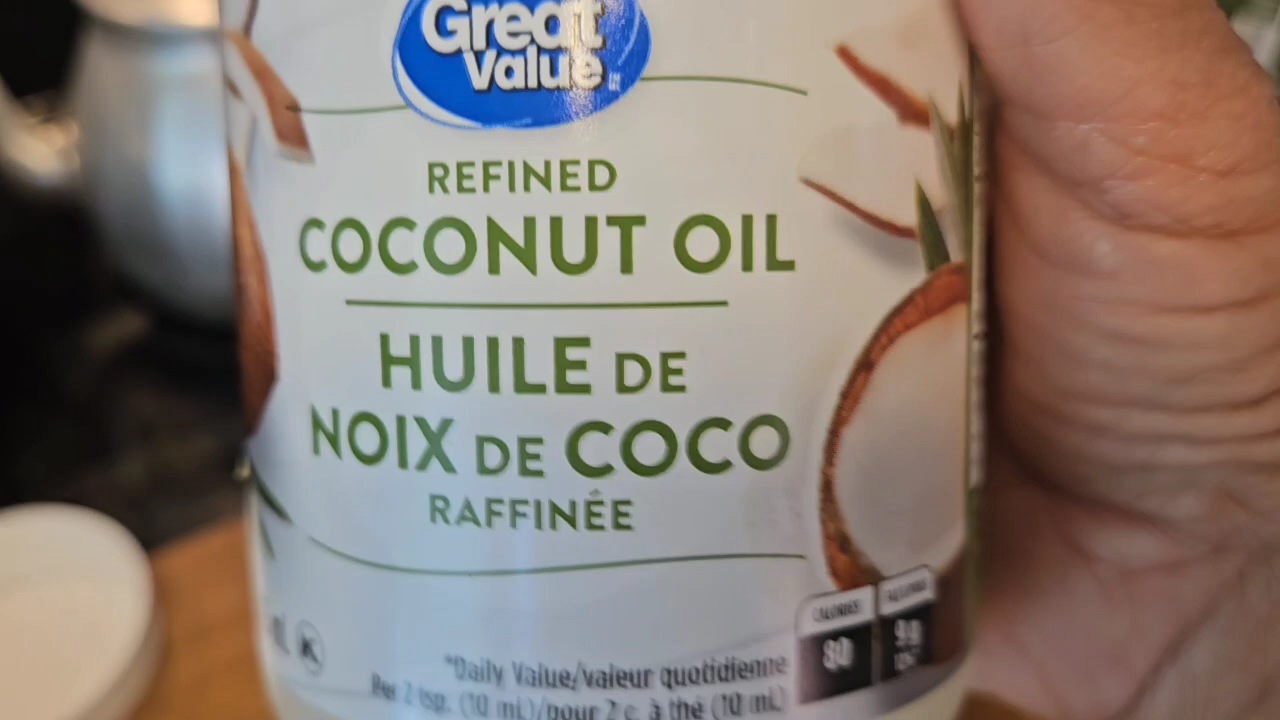 Great
Value
REFINED
COCONUT OIL
HUILE DE
NOIX DE COCO
RAFFINÉE
K
CALORIES
80
*Daily Value/valeur quotidienne
Per 2 tsp. (10 mL)/pour 2 c. à thé (10 mL)